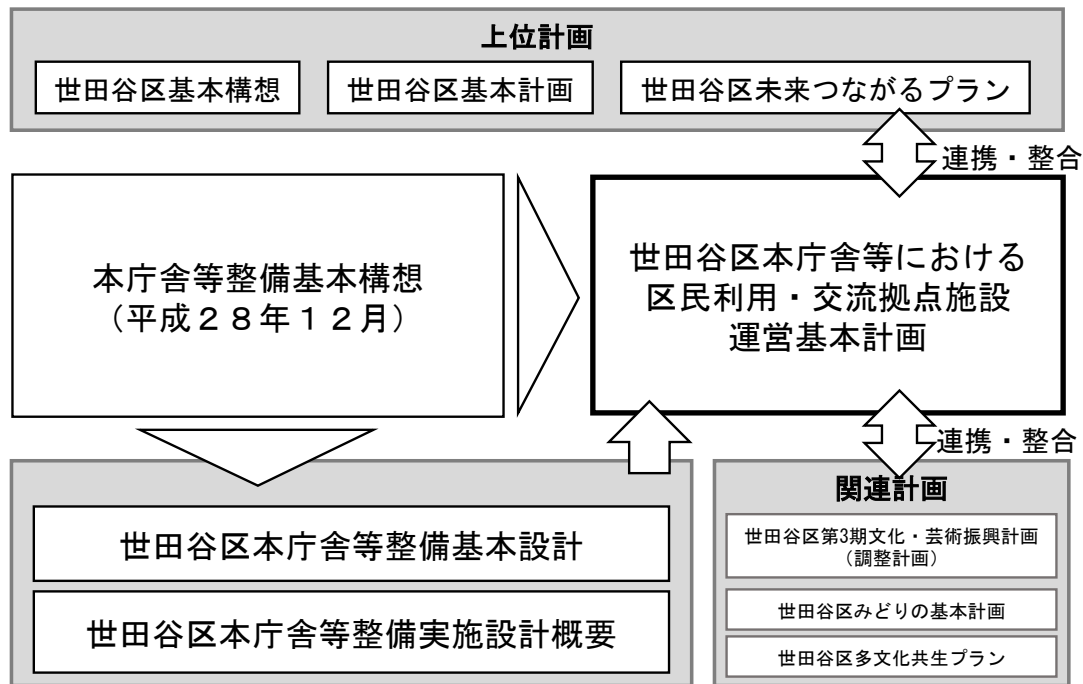 上位計画
世田谷区基本構想
世田谷区基本計画
世田谷区未来つながるプラン
連携・整合
本庁舎等整備基本構想
（平成２８年１２月）
世田谷区本庁舎等における
区民利用・交流拠点施設
運営基本計画
連携・整合
世田谷区本庁舎等整備基本設計
世田谷区本庁舎等整備実施設計概要
関連計画
世田谷区第3期文化・芸術振興計画
（調整計画）
世田谷区みどりの基本計画
世田谷区多文化共生プラン